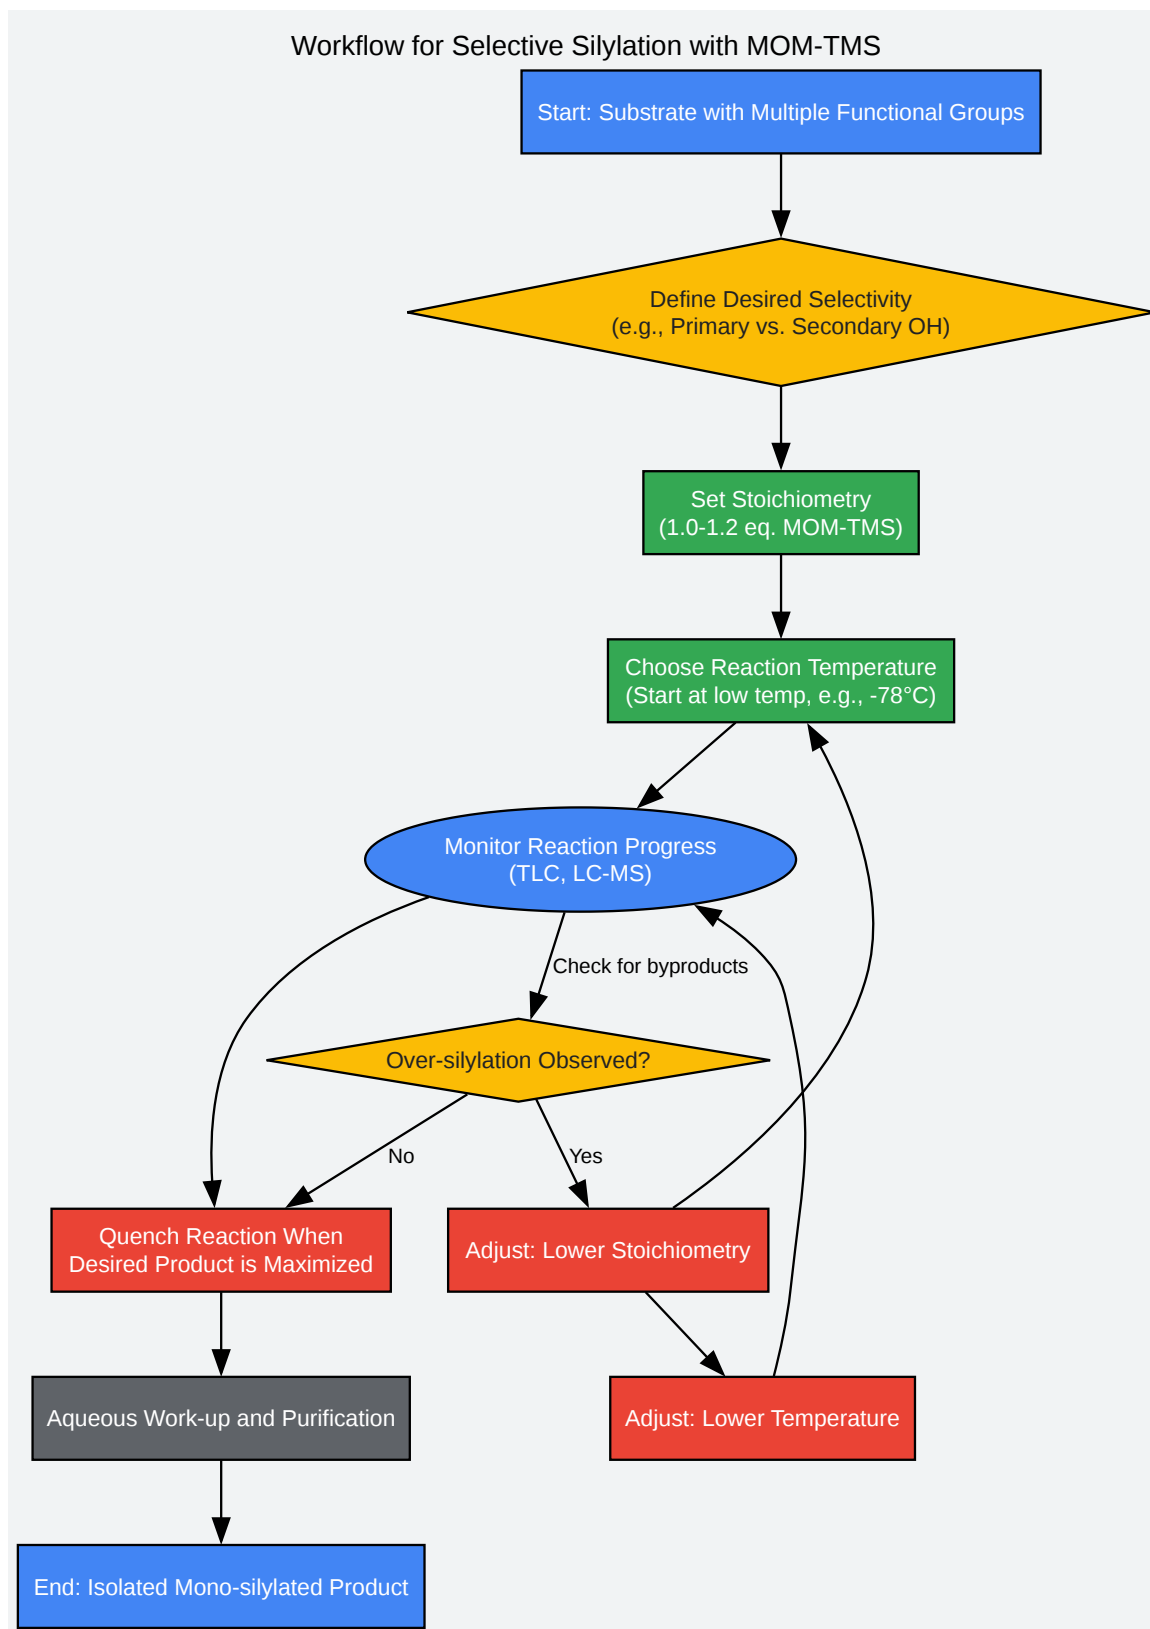 Workflow for Selective Silylation with MOM-TMS
Start: Substrate with Multiple Functional Groups
Define Desired Selectivity
(e.g., Primary vs. Secondary OH)
Set Stoichiometry
(1.0-1.2 eq. MOM-TMS)
Choose Reaction Temperature
(Start at low temp, e.g., -78°C)
Monitor Reaction Progress
(TLC, LC-MS)
Check for byproducts
Over-silylation Observed?
No
Yes
Quench Reaction When
Desired Product is Maximized
Adjust: Lower Stoichiometry
Aqueous Work-up and Purification
Adjust: Lower Temperature
End: Isolated Mono-silylated Product